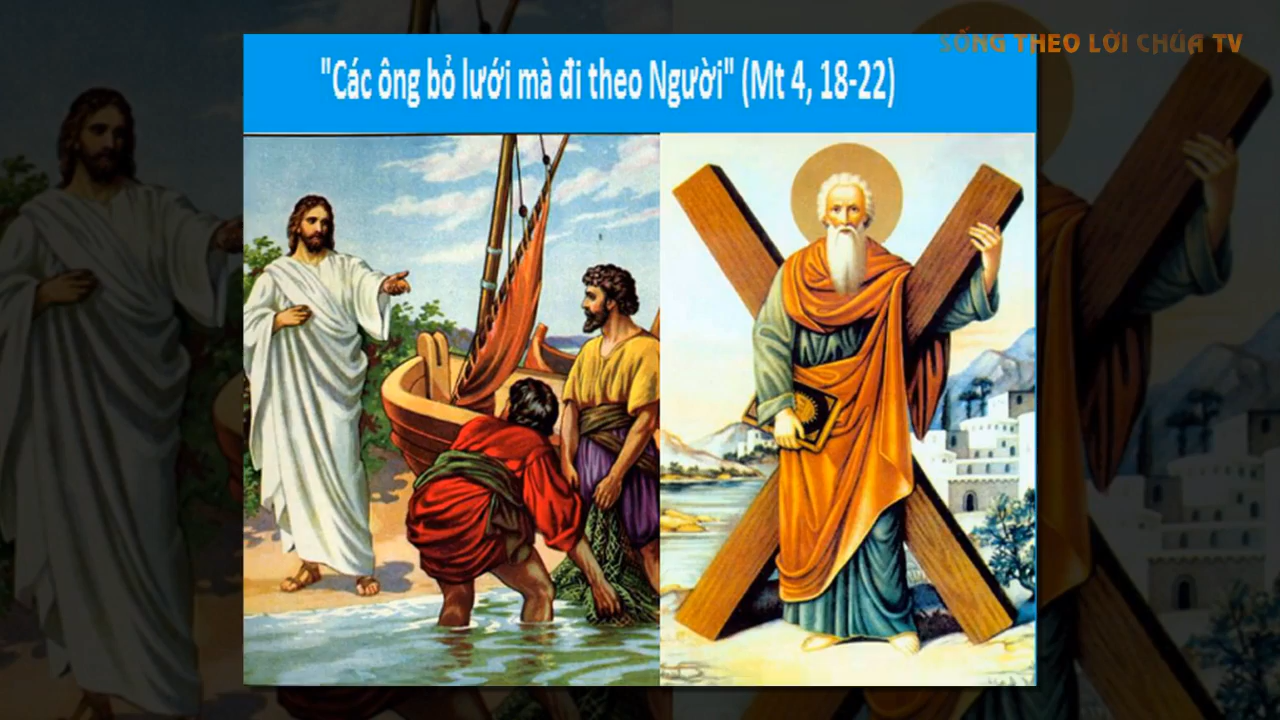 SỐNG THEO LỜI CHÚA TV
"Các ông bỏ lưới mà đi theo Người" (Mt 4, 18-22)